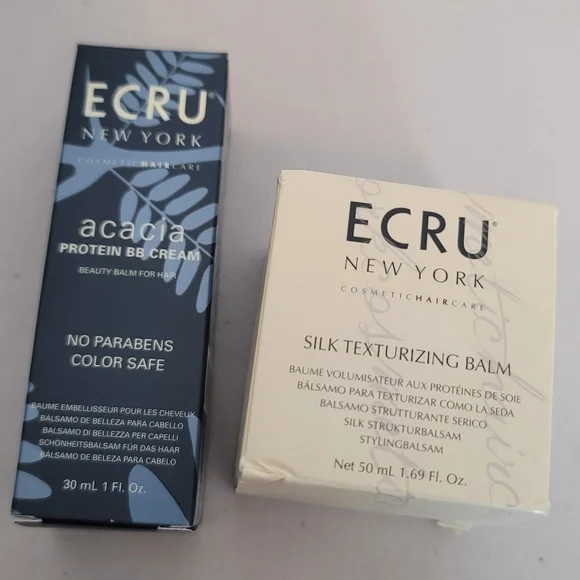 ECRU®
NEW YORK
COSMETICHAIRCARE
acacia
PROTEIN BB CREAM
BEAUTY BALM FOR HAIR
NO PARABENS
COLOR SAFE
BAUME EMBELLISSEUR POUR LES CHEVEUX
BÁLSAMO DE BELLEZA PARA CABELLO
BALSAMO DI BELLEZZA PER CAPELLI
SCHÖNHEITSBALSAM FÜR DAS HAAR
BÁLSAMO DE BELEZA PARA CABELO
30 mL 1 Fl. Oz.
ECRU®
NEW YORK
COSMETICHAIRCARE
SILK TEXTURIZING BALM
BAUME VOLUMISATEUR AUX PROTÉINES DE SOIE
BÁLSAMO PARA TEXTURIZAR COMO LA SEDA
BALSAMO STRUTTURANTE SERICO
SILK STRUKTURBALSAM
STYLINGBALSAM
Net 50 mL 1.69 Fl. Oz.